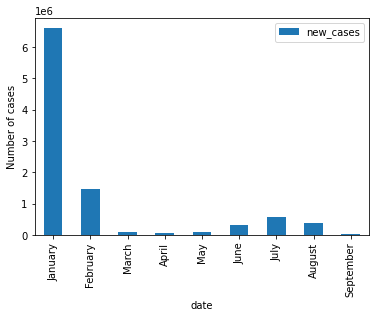 1e6
new_cases
6
5
4
3
2
1
0
Number of cases
January
February
March
April
May
June
July
August
September
date